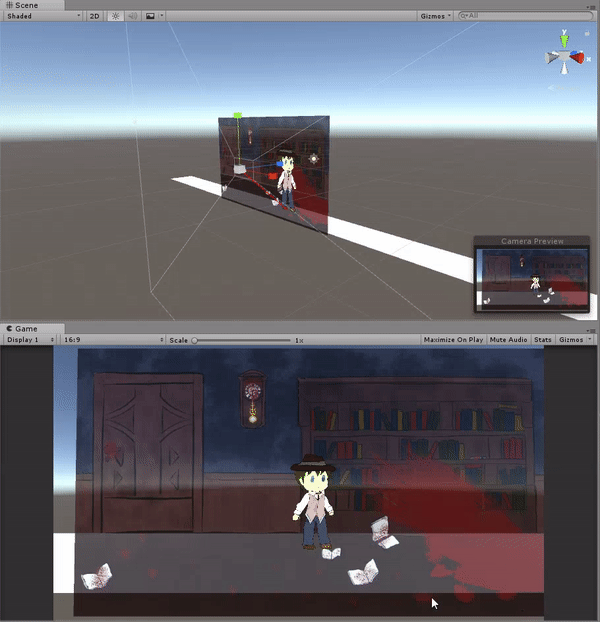 Scene
Shaded 2D Gizmos All
Y
x
Camera Preview
Game
Display 1 16:9 Scale 1x Maximize On Play Mute Audio Stats Gizmos